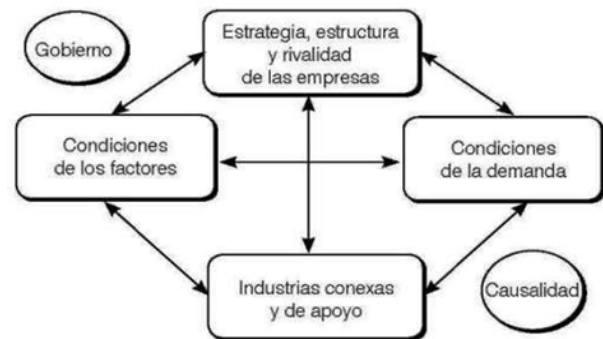 Gobierno
Estrategia, estructura
y rivalidad
de las empresas
Condiciones
de los factores
Condiciones
de la demanda
Industrias conexas
y de apoyo
Causalidad